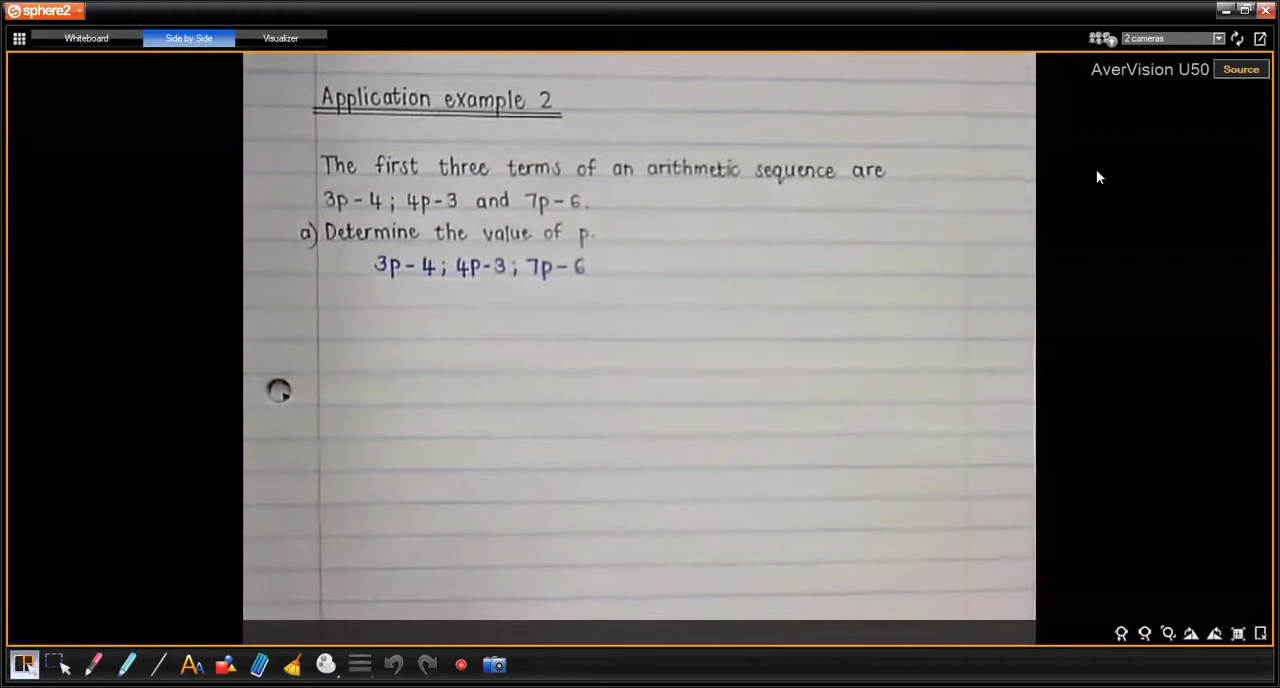 sphere2
Whiteboard
Side by Side
Visualizer
2 cameras
AverVision U50
Source
Application example 2
The first three terms of an arithmetic sequence are
3p - 4 ; 4p - 3 and 7p - 6.
a) Determine the value of p.
3p - 4 ; 4p - 3 ; 7p - 6